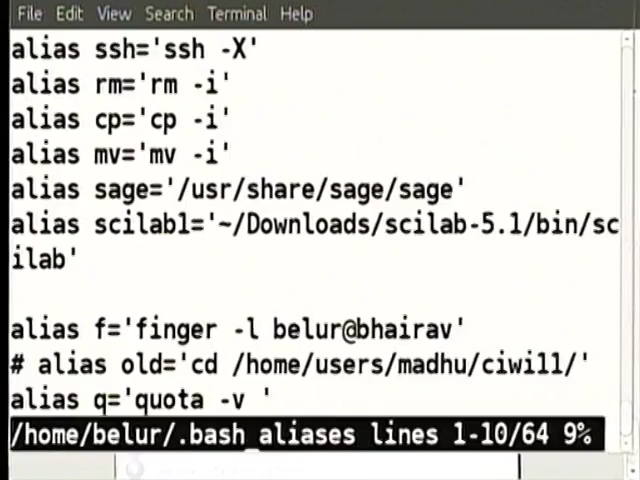 File Edit View Search Terminal Help
alias ssh='ssh -X'
alias rm='rm -i'
alias cp='cp -i'
alias mv='mv -i'
alias sage='/usr/share/sage/sage'
alias scilab1='~/Downloads/scilab-5.1/bin/sc
ilab'
alias f='finger -l belur@bhairav'
# alias old='cd /home/users/madhu/ciwi11/'
alias q='quota -v '
/home/belur/.bash_aliases lines 1-10/64 9%